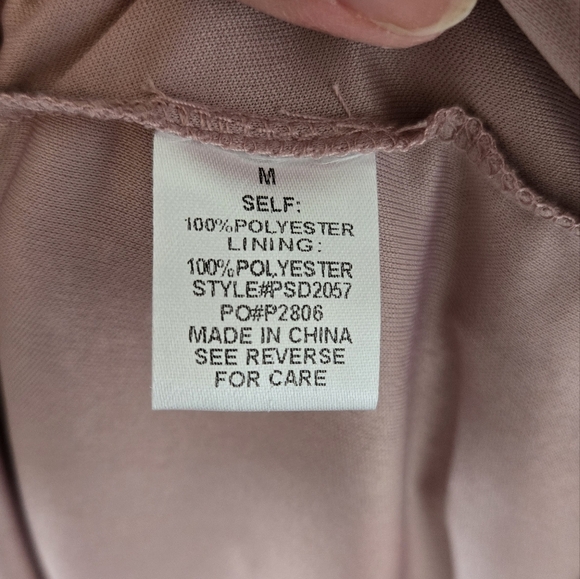 M
SELF:
100%POLYESTER
LINING:
100%POLYESTER
STYLE#PSD2057
PO#P2806
MADE IN CHINA
SEE REVERSE
FOR CARE